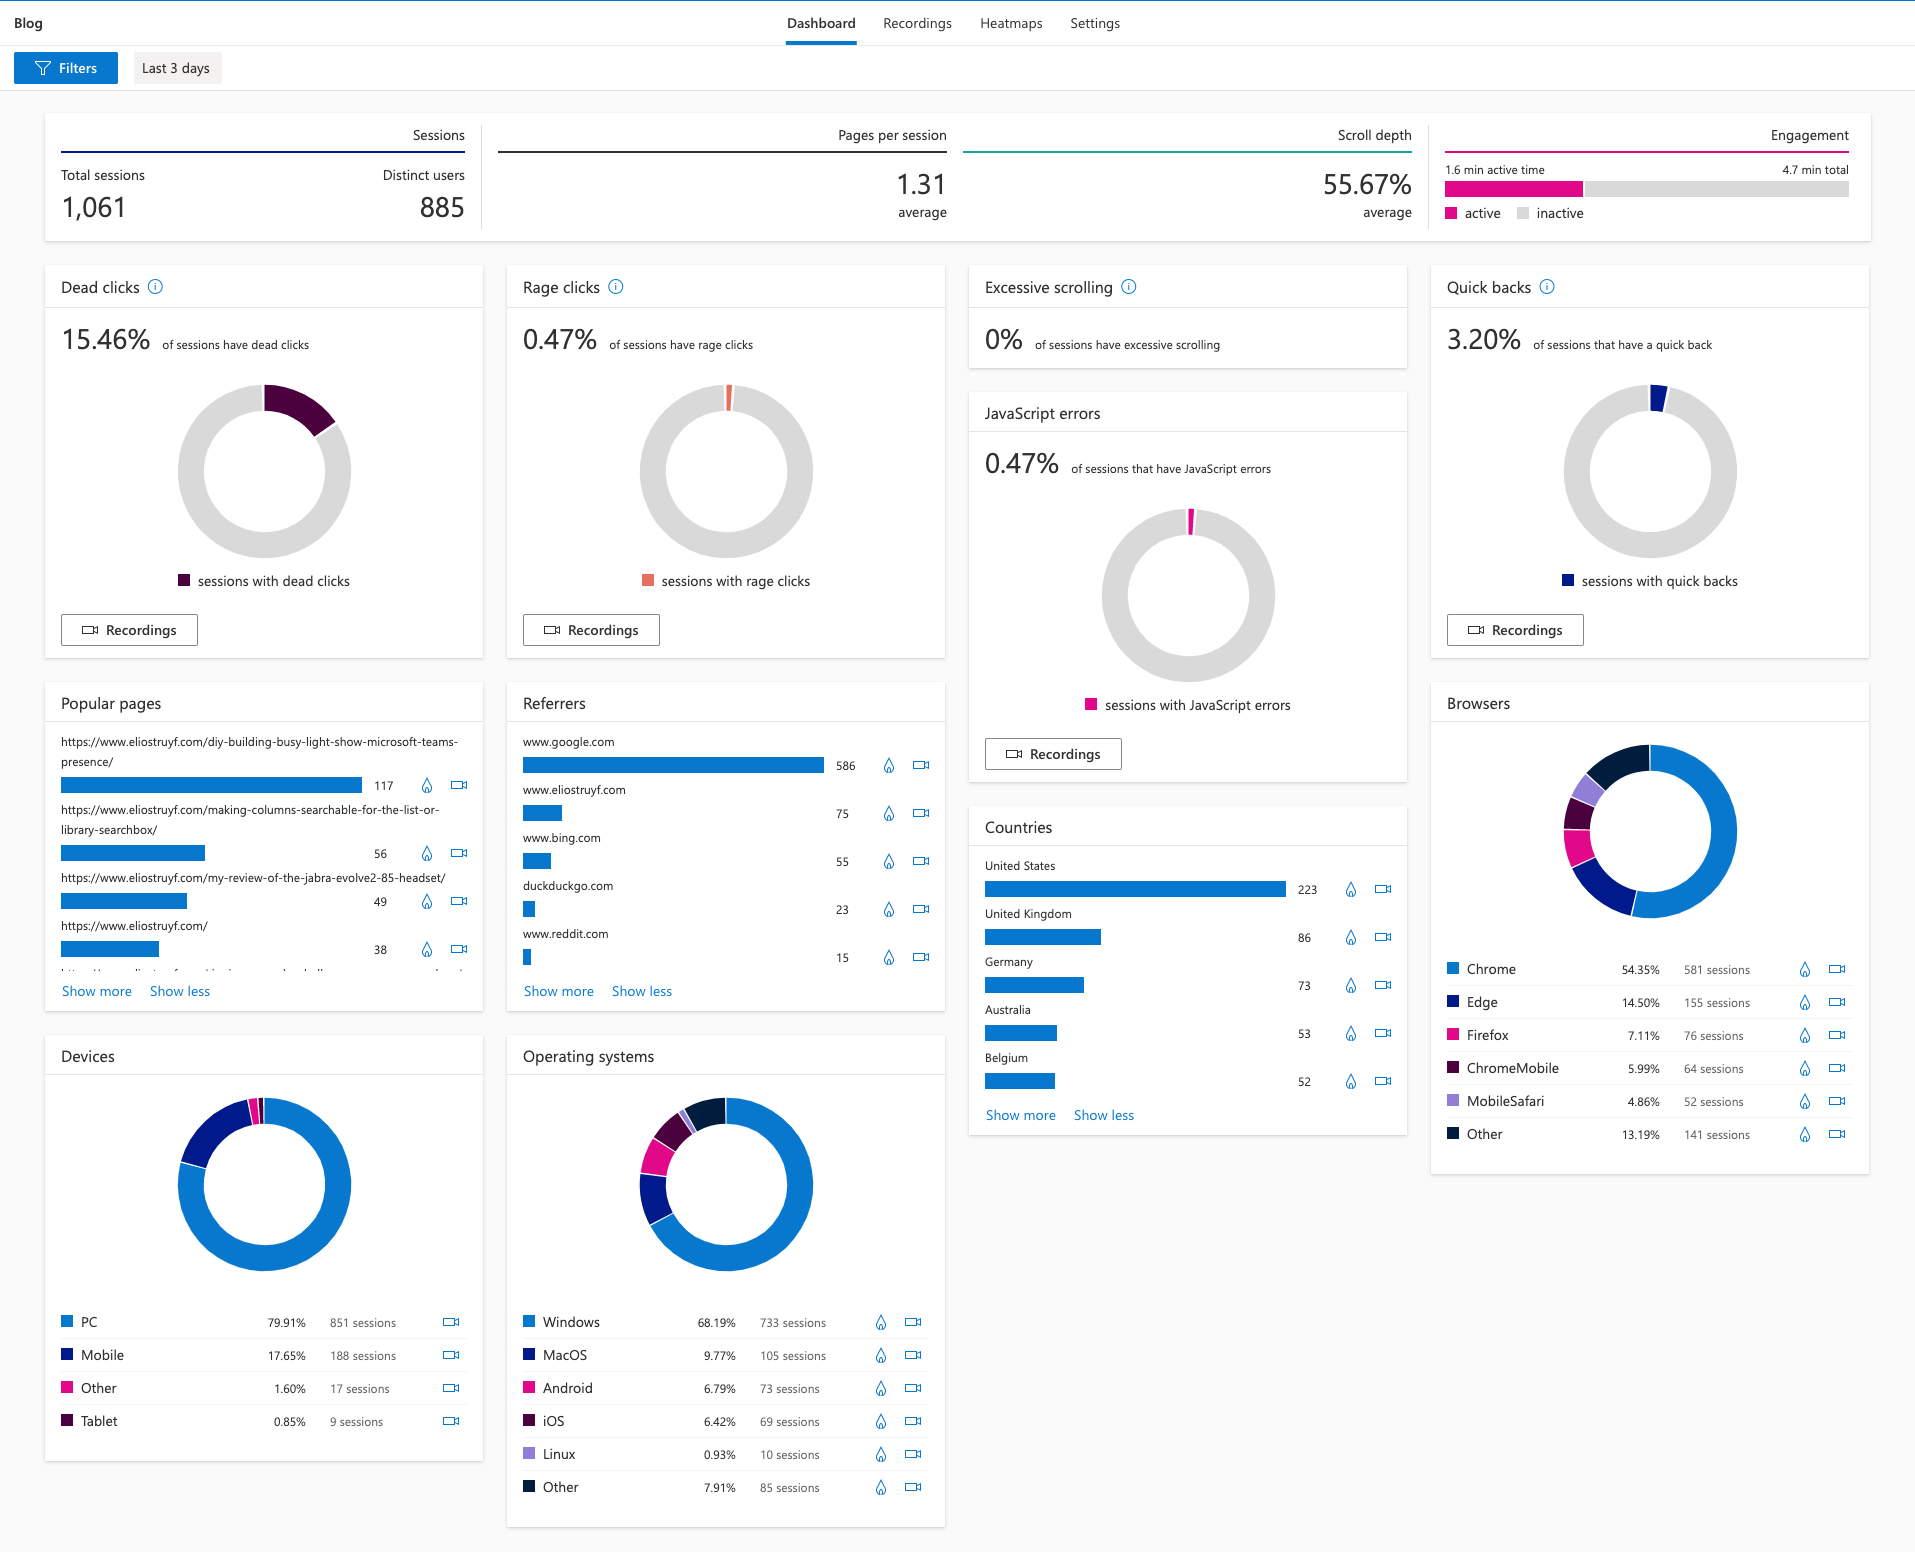 Blog
Dashboard Recordings Heatmaps Settings
Filters Last 3 days
Sessions
Total sessions Distinct users
1,061 885
Pages per session
1.31
average
Scroll depth
55.67%
average
Engagement
1.6 min active time 4.7 min total
active inactive
Dead clicks
15.46% of sessions have dead clicks
sessions with dead clicks
Recordings
Rage clicks
0.47% of sessions have rage clicks
sessions with rage clicks
Recordings
Excessive scrolling
0% of sessions have excessive scrolling
JavaScript errors
0.47% of sessions that have JavaScript errors
sessions with JavaScript errors
Recordings
Quick backs
3.20% of sessions that have a quick back
sessions with quick backs
Recordings
Popular pages
https://www.eliostruyf.com/diy-building-busy-light-show-microsoft-teams-
presence/
117
https://www.eliostruyf.com/making-columns-searchable-for-the-list-or-
library-searchbox/
56
https://www.eliostruyf.com/my-review-of-the-jabra-evolve2-85-headset/
49
https://www.eliostruyf.com/
38
Show more Show less
Referrers
www.google.com
586
www.eliostruyf.com
75
www.bing.com
55
duckduckgo.com
23
www.reddit.com
15
Show more Show less
Countries
United States
223
United Kingdom
86
Germany
73
Australia
53
Belgium
52
Show more Show less
Browsers
Chrome 54.35% 581 sessions
Edge 14.50% 155 sessions
Firefox 7.11% 76 sessions
ChromeMobile 5.99% 64 sessions
MobileSafari 4.86% 52 sessions
Other 13.19% 141 sessions
Devices
PC 79.91% 851 sessions
Mobile 17.65% 188 sessions
Other 1.60% 17 sessions
Tablet 0.85% 9 sessions
Operating systems
Windows 68.19% 733 sessions
MacOS 9.77% 105 sessions
Android 6.79% 73 sessions
iOS 6.42% 69 sessions
Linux 0.93% 10 sessions
Other 7.91% 85 sessions